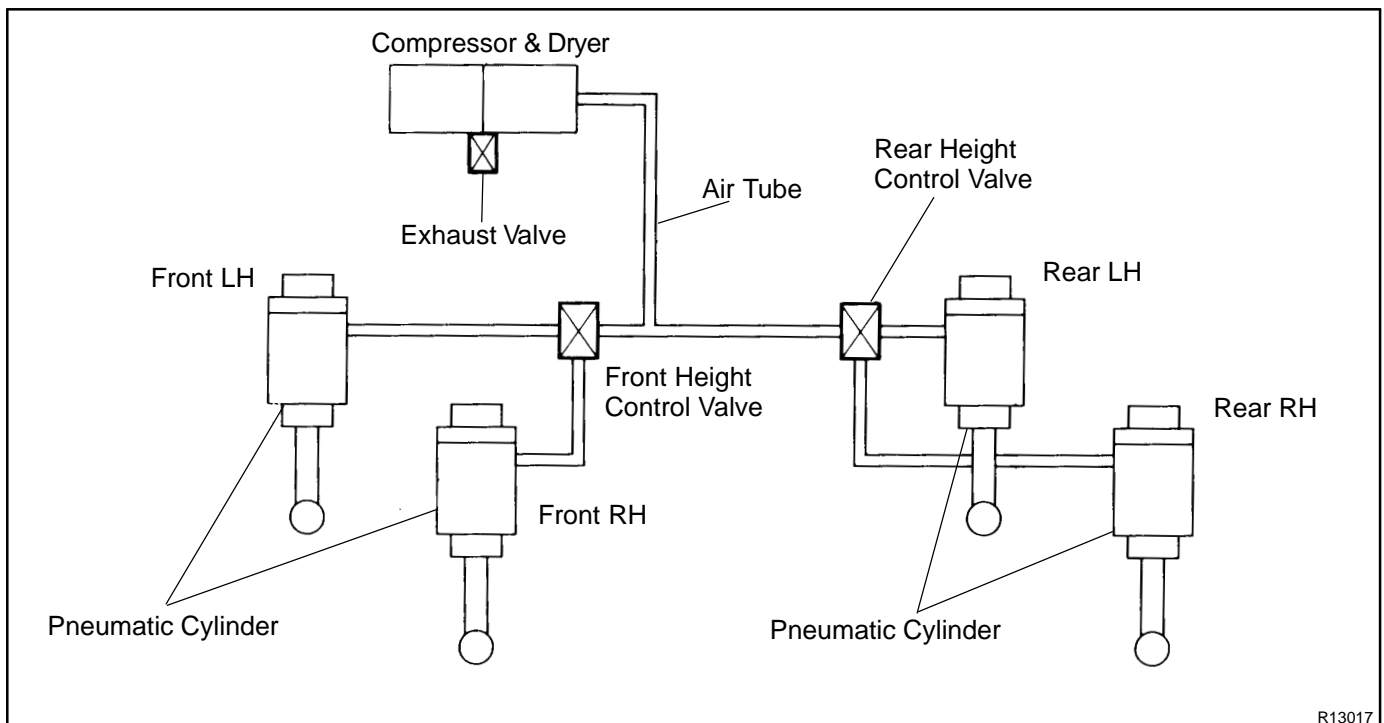 Compressor & Dryer
Rear Height
Control Valve
Air Tube
Exhaust Valve
Front LH
Rear LH
Front Height
Control Valve
Rear RH
Front RH
Pneumatic Cylinder
Pneumatic Cylinder
R13017